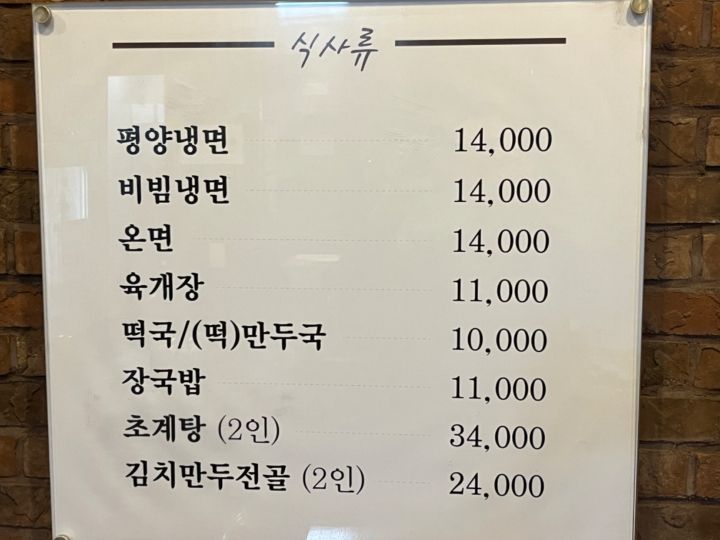 식사류
평양냉면 14,000
비빔냉면 14,000
온면 14,000
육개장 11,000
떡국/(떡)만두국 10,000
장국밥 11,000
초계탕 (2인) 34,000
김치만두전골 (2인) 24,000